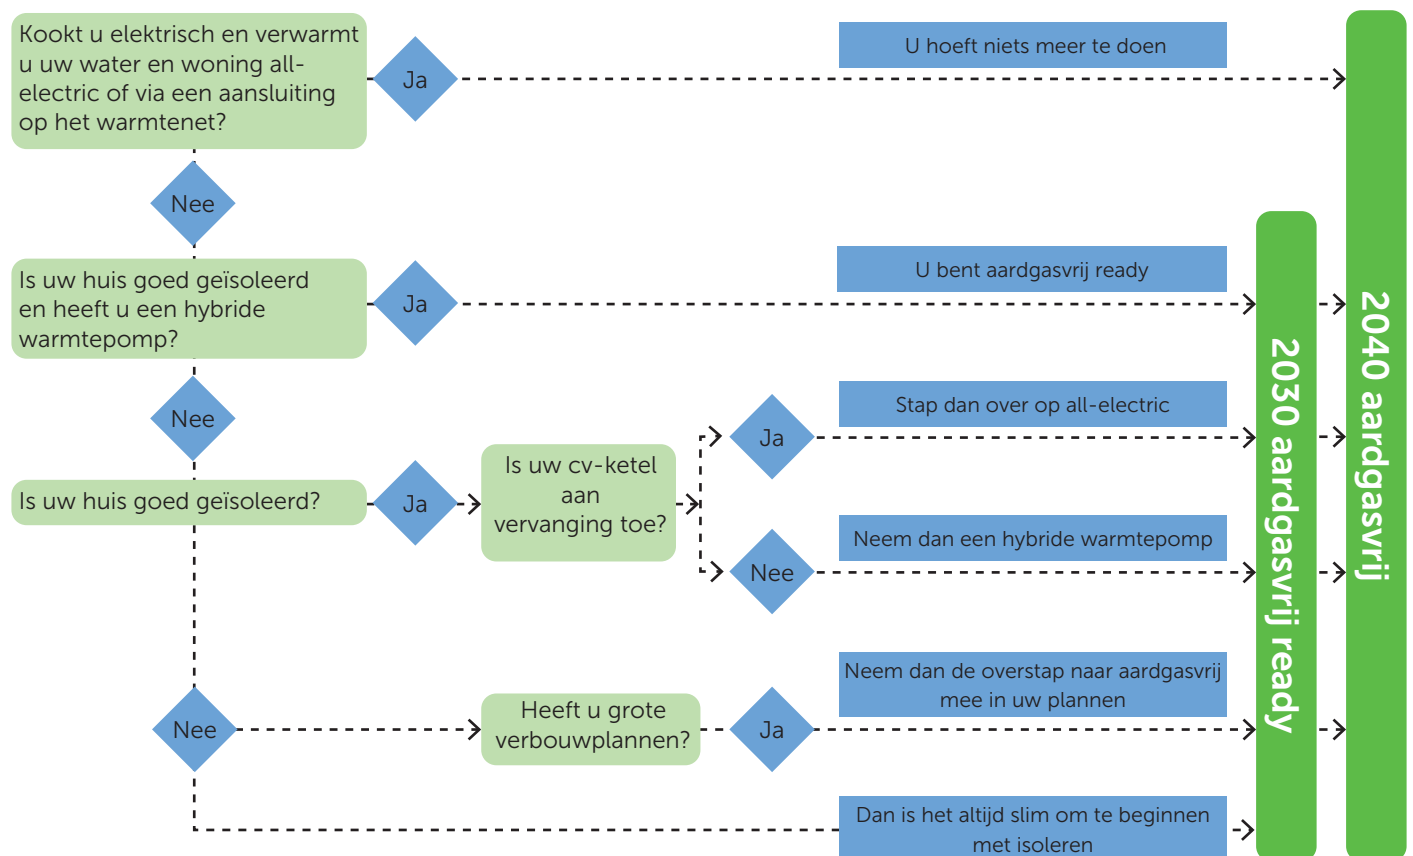 Kookt u elektrisch en verwarmt
u uw water en woning all-
electric of via een aansluiting
op het warmtenet?
Ja
U hoeft niets meer te doen
Nee
Is uw huis goed geïsoleerd
en heeft u een hybride
warmtepomp?
Ja
U bent aardgasvrij ready
Nee
Is uw huis goed geïsoleerd?
Ja
Is uw cv-ketel
aan
vervanging toe?
Ja
Stap dan over op all-electric
Nee
Neem dan een hybride warmtepomp
Nee
Heeft u grote
verbouwplannen?
Ja
Neem dan de overstap naar aardgasvrij
mee in uw plannen
Dan is het altijd slim om te beginnen
met isoleren
2030 aardgasvrij ready
2040 aardgasvrij